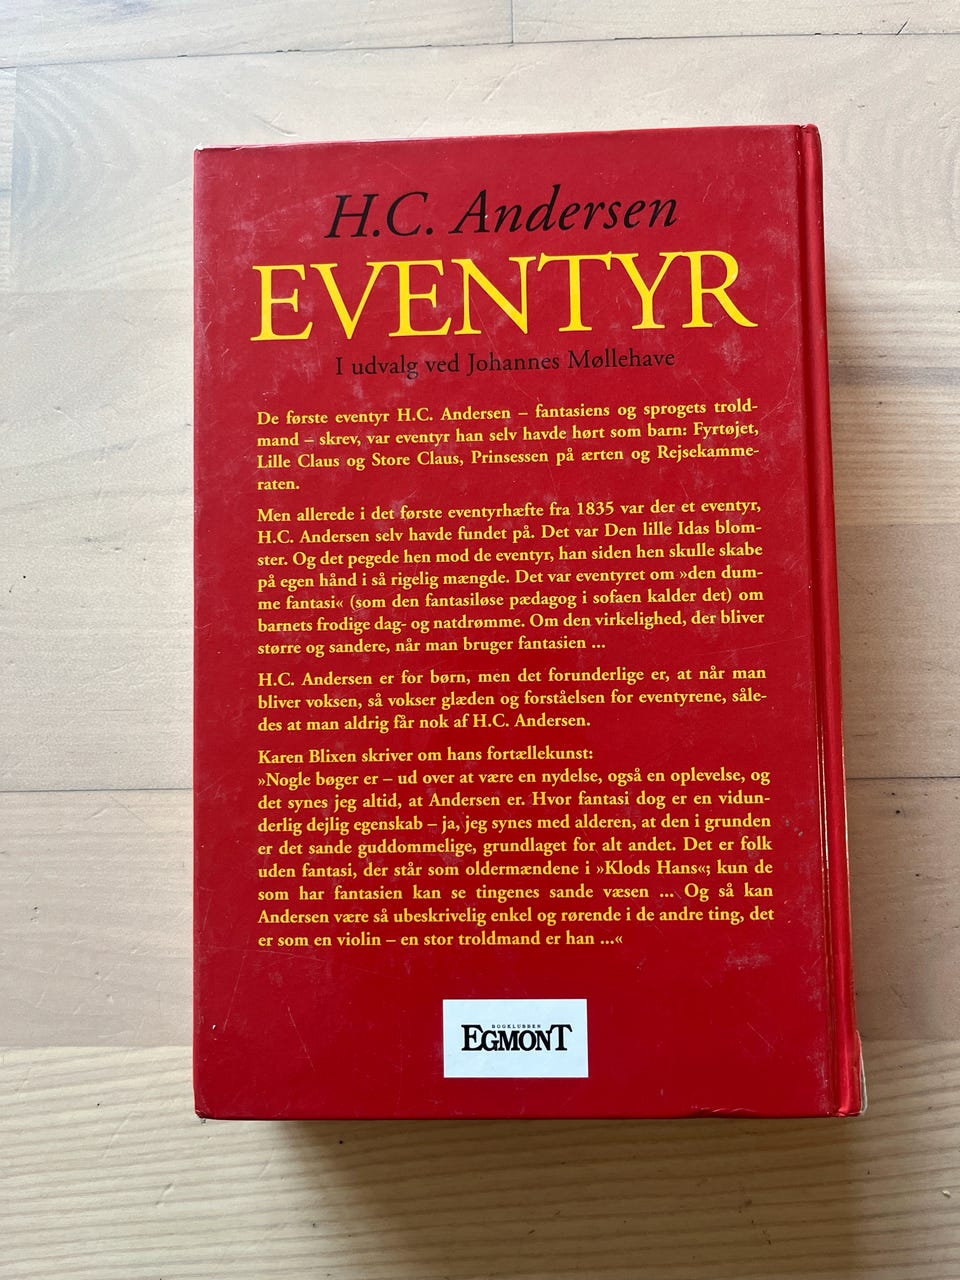 H.C. Andersen
EVENTYR
I udvalg ved Johannes Møllehave
De første eventyr H.C. Andersen – fantasiens og sprogets trold-
mand – skrev, var eventyr han selv havde hørt som barn: Fyrtøjet,
Lille Claus og Store Claus, Prinsessen på ærten og Rejsekamme-
raten.
Men allerede i det første eventyrhæfte fra 1835 var der et eventyr,
H.C. Andersen selv havde fundet på. Det var Den lille Idas blom-
ster. Og det pegede hen mod de eventyr, han siden hen skulle skabe
på egen hånd i så rigelig mængde. Det var eventyret om »den dum-
me fantasi« (som den fantasiløse pædagog i sofaen kalder det) om
barnets frodige dag- og natdrømme. Om den virkelighed, der bliver
større og sandere, når man bruger fantasien ...
H.C. Andersen er for børn, men det forunderlige er, at når man
bliver voksen, så vokser glæden og forståelsen for eventyrene, såle-
des at man aldrig får nok af H.C. Andersen.
Karen Blixen skriver om hans fortællekunst:
»Nogle bøger er – ud over at være en nydelse, også en oplevelse, og
det synes jeg altid, at Andersen er. Hvor fantasi dog er en vidun-
derlig dejlig egenskab – ja, jeg synes med alderen, at den i grunden
er det sande guddommelige, grundlaget for alt andet. Det er folk
uden fantasi, der står som oldermændene i »Klods Hans«; kun de
som har fantasien kan se tingenes sande væsen ... Og så kan
Andersen være så ubeskrivelig enkel og rørende i de andre ting, det
er som en violin – en stor troldmand er han ...«
BOGKLUBBEN
EGMONT